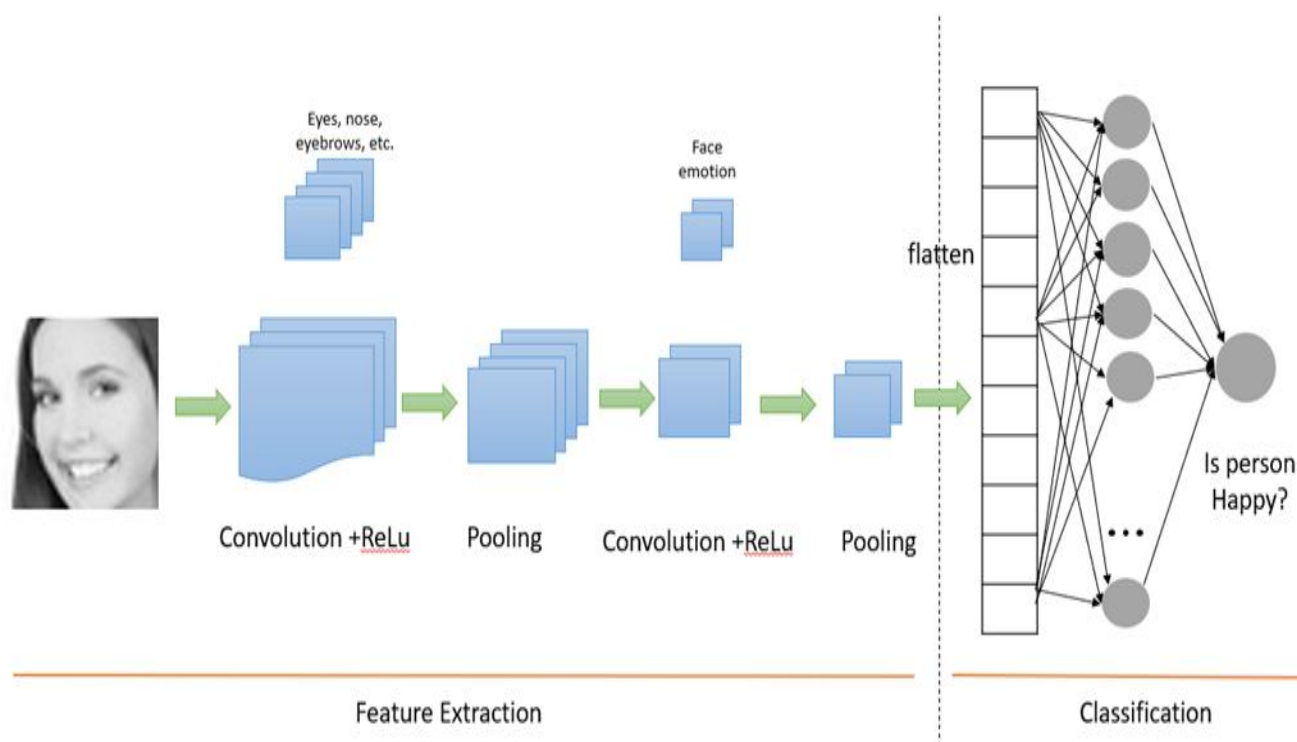 Eyes, nose,
eyebrows, etc.
Face
emotion
flatten
Is person
Happy?
Convolution +ReLu
Pooling
Convolution +ReLu
Pooling
...
Feature Extraction
Classification